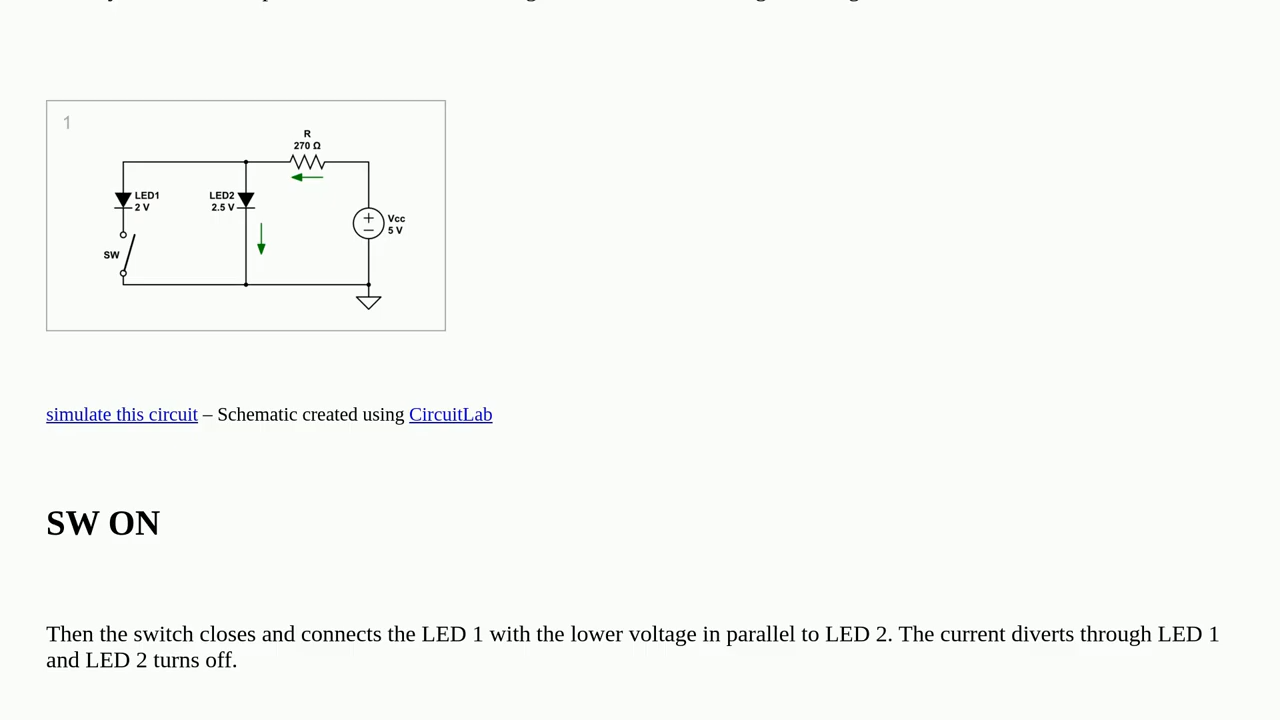 1
R
270 Ω
LED1
2 V
LED2
2.5 V
Vcc
5 V
SW
simulate this circuit – Schematic created using CircuitLab
SW ON
Then the switch closes and connects the LED 1 with the lower voltage in parallel to LED 2. The current diverts through LED 1
and LED 2 turns off.